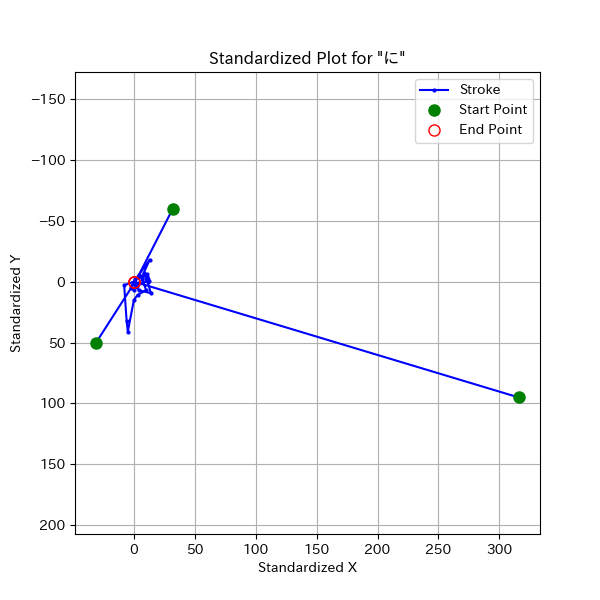 Standardized Plot for "に"
Stroke
Start Point
End Point
−150
−100
−50
0
50
100
150
200
Standardized Y
0 50 100 150 200 250 300
Standardized X